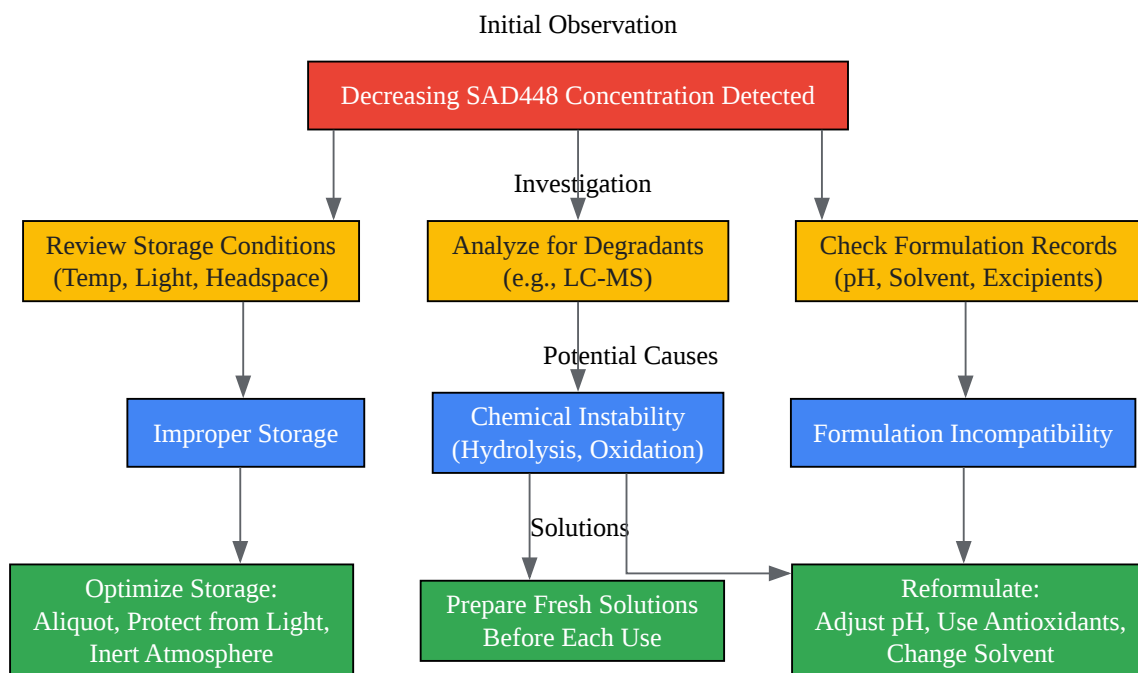 Initial Observation
Decreasing SAD448 Concentration Detected
Investigation
Review Storage Conditions
(Temp, Light, Headspace)
Analyze for Degradants
(e.g., LC-MS)
Check Formulation Records
(pH, Solvent, Excipients)
Potential Causes
Improper Storage
Chemical Instability
(Hydrolysis, Oxidation)
Formulation Incompatibility
Solutions
Optimize Storage:
Aliquot, Protect from Light,
Inert Atmosphere
Prepare Fresh Solutions
Before Each Use
Reformulate:
Adjust pH, Use Antioxidants,
Change Solvent